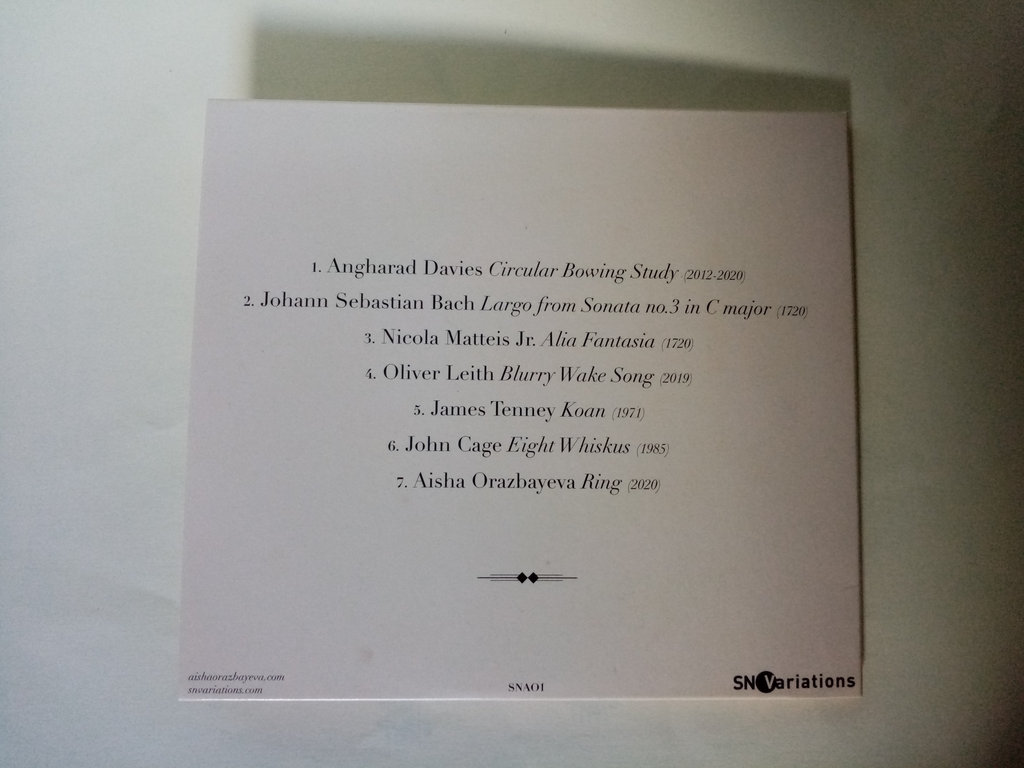 1. Angharad Davies Circular Bowing Study (2012-2020)
2. Johann Sebastian Bach Largo from Sonata no.3 in C major (1720)
3. Nicola Matteis Jr. Alia Fantasia (1720)
4. Oliver Leith Blurry Wake Song (2019)
5. James Tenney Koan (1971)
6. John Cage Eight Whiskus (1985)
7. Aisha Orazbayeva Ring (2020)
aishaorazbayeva.com
snvariations.com
SNA01
SN Variations